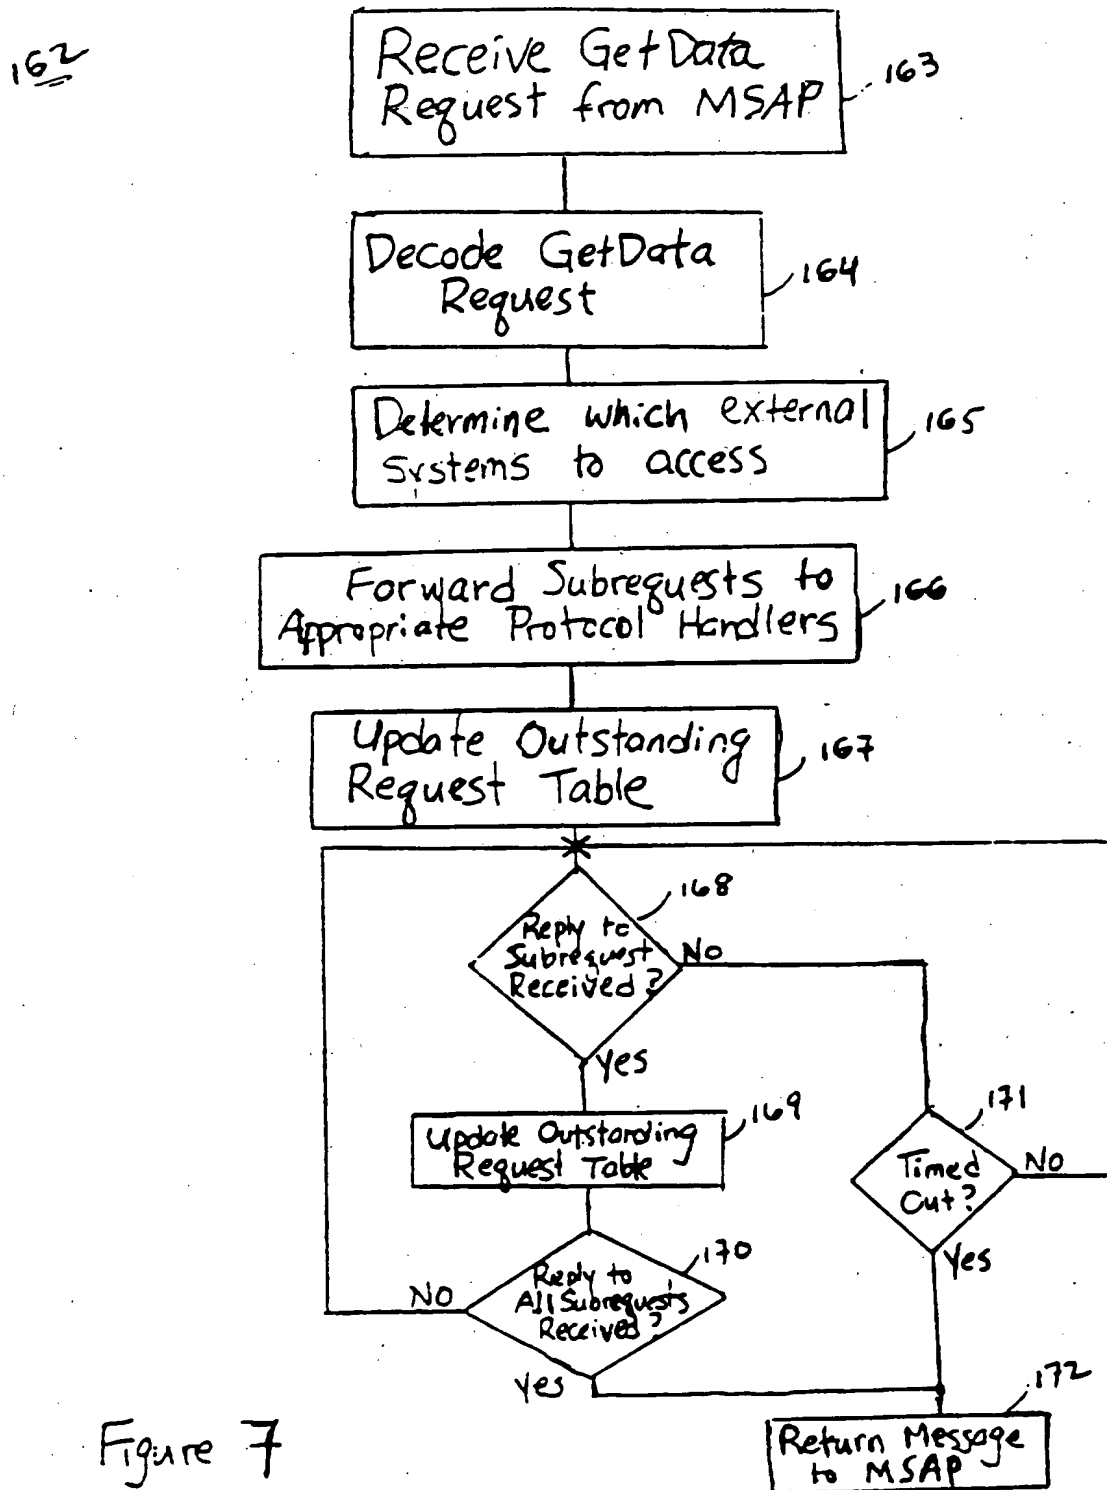 162
Receive GetData
Request from MSAP
163
Decode GetData
Request
164
Determine which external
Systems to access
165
Forward Subrequests to
Appropriate Protocol Handlers
166
Update Outstanding
Request Table
167
168
Reply to
Subrequest
Received?
No
Yes
169
Update Outstanding
Request Table
171
Timed
Out?
No
Yes
170
Reply to
All Subrequests
Received?
NO
Yes
172
Return Message
to MSAP
Figure 7